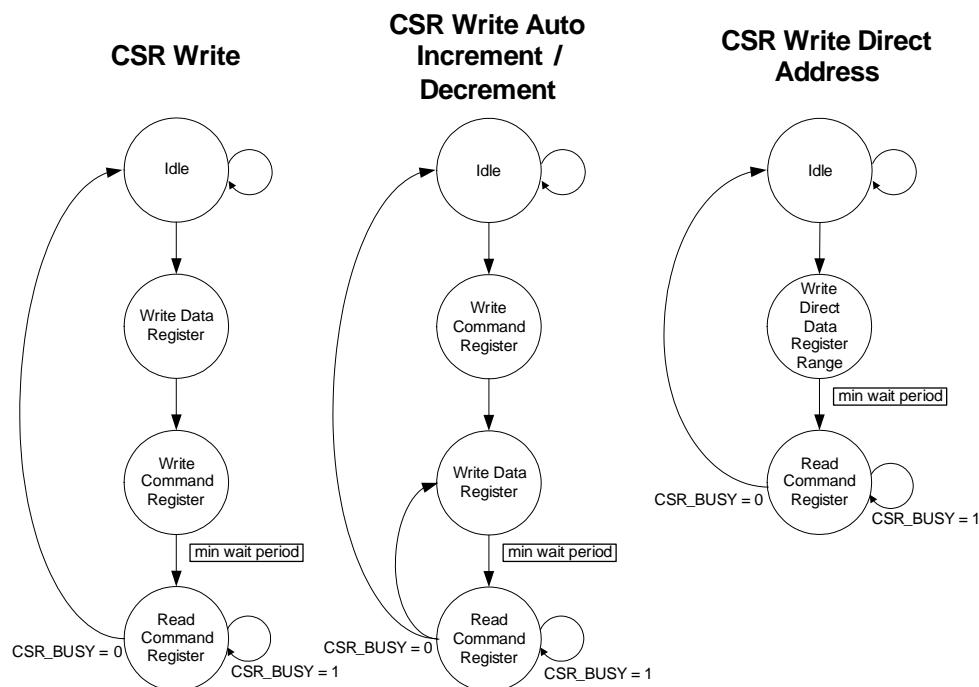 CSR Write
Idle
Write Data
Register
Write
Command
Register
min wait period
Read
Command
Register
CSR_BUSY = 0
CSR_BUSY = 1
CSR Write Auto
Increment /
Decrement
Idle
Write
Command
Register
Write Data
Register
min wait period
Read
Command
Register
CSR_BUSY = 0
CSR_BUSY = 1
CSR Write Direct
Address
Idle
Write
Direct
Data
Register
Range
min wait period
Read
Command
Register
CSR_BUSY = 0
CSR_BUSY = 1